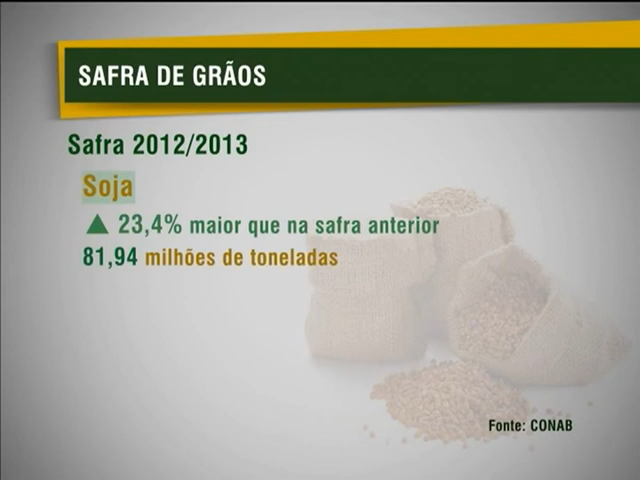 SAFRA DE GRÃOS
Safra 2012/2013
Soja
▲ 23,4% maior que na safra anterior
81,94 milhões de toneladas
Fonte: CONAB